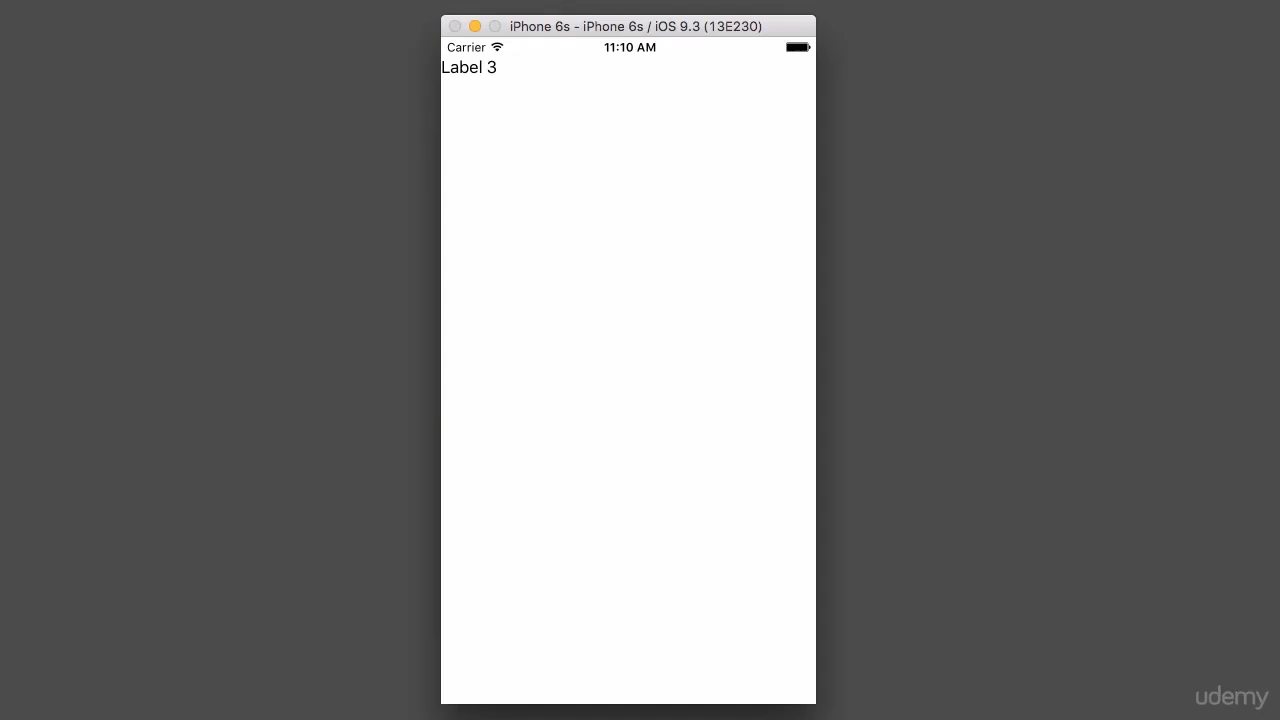 iPhone 6s - iPhone 6s / iOS 9.3 (13E230)
Carrier 11:10 AM
Label 3
udemy